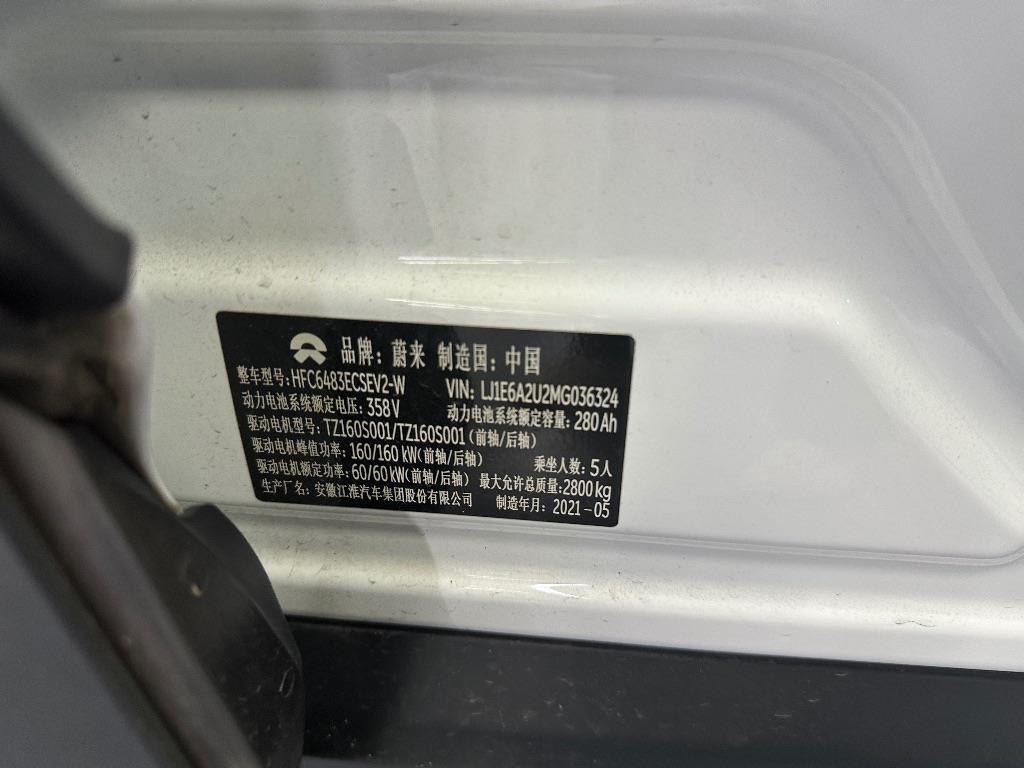 品牌：蔚来 制造国：中国
整车型号：HFC6483ECSEV2-W VIN：LJ1E6A2U2MG036324
动力电池系统额定电压：358V 动力电池系统额定容量：280Ah
驱动电机型号：TZ160S001/TZ160S001（前轴/后轴）
驱动电机峰值功率：160/160kW（前轴/后轴） 乘坐人数：5人
驱动电机额定功率：60/60kW（前轴/后轴） 最大允许总质量：2800kg
生产厂名：安徽江淮汽车集团股份有限公司 制造年月：2021-05